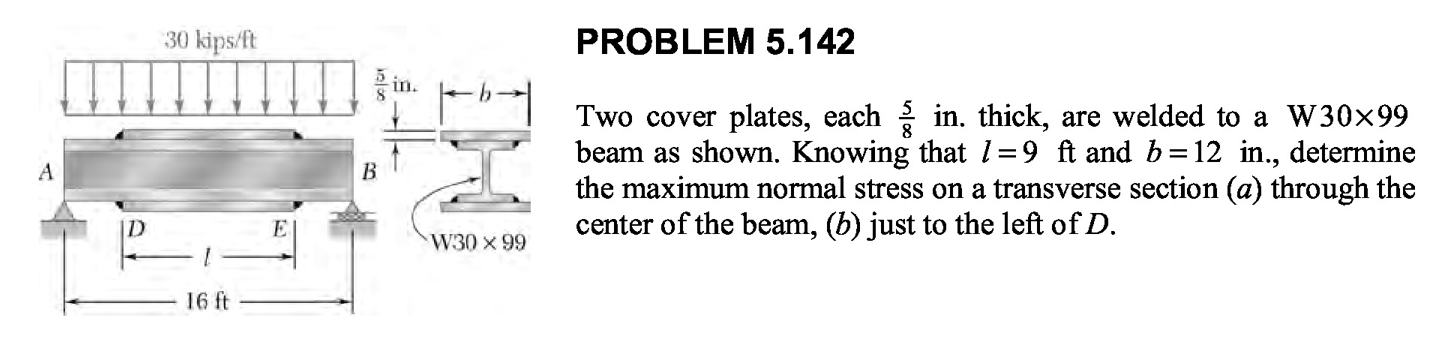 30 kips/ft
5/8 in.
b
A
B
D
E
l
W30 × 99
16 ft
PROBLEM 5.142
Two cover plates, each 5/8 in. thick, are welded to a W30×99
beam as shown. Knowing that l = 9 ft and b = 12 in., determine
the maximum normal stress on a transverse section (a) through the
center of the beam, (b) just to the left of D.